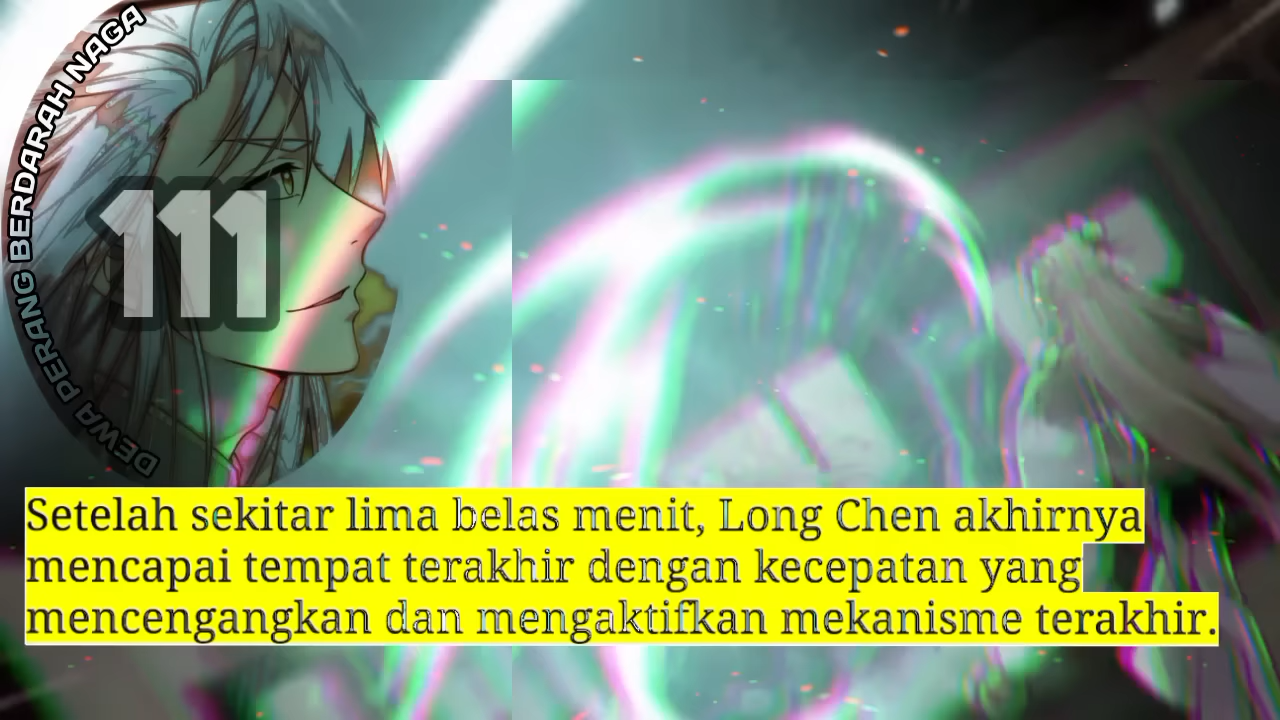 DEWA PERANG BERDARAH NAGA
111
Setelah sekitar lima belas menit, Long Chen akhirnya
mencapai tempat terakhir dengan kecepatan yang
mencengangkan dan mengaktifkan mekanisme terakhir.